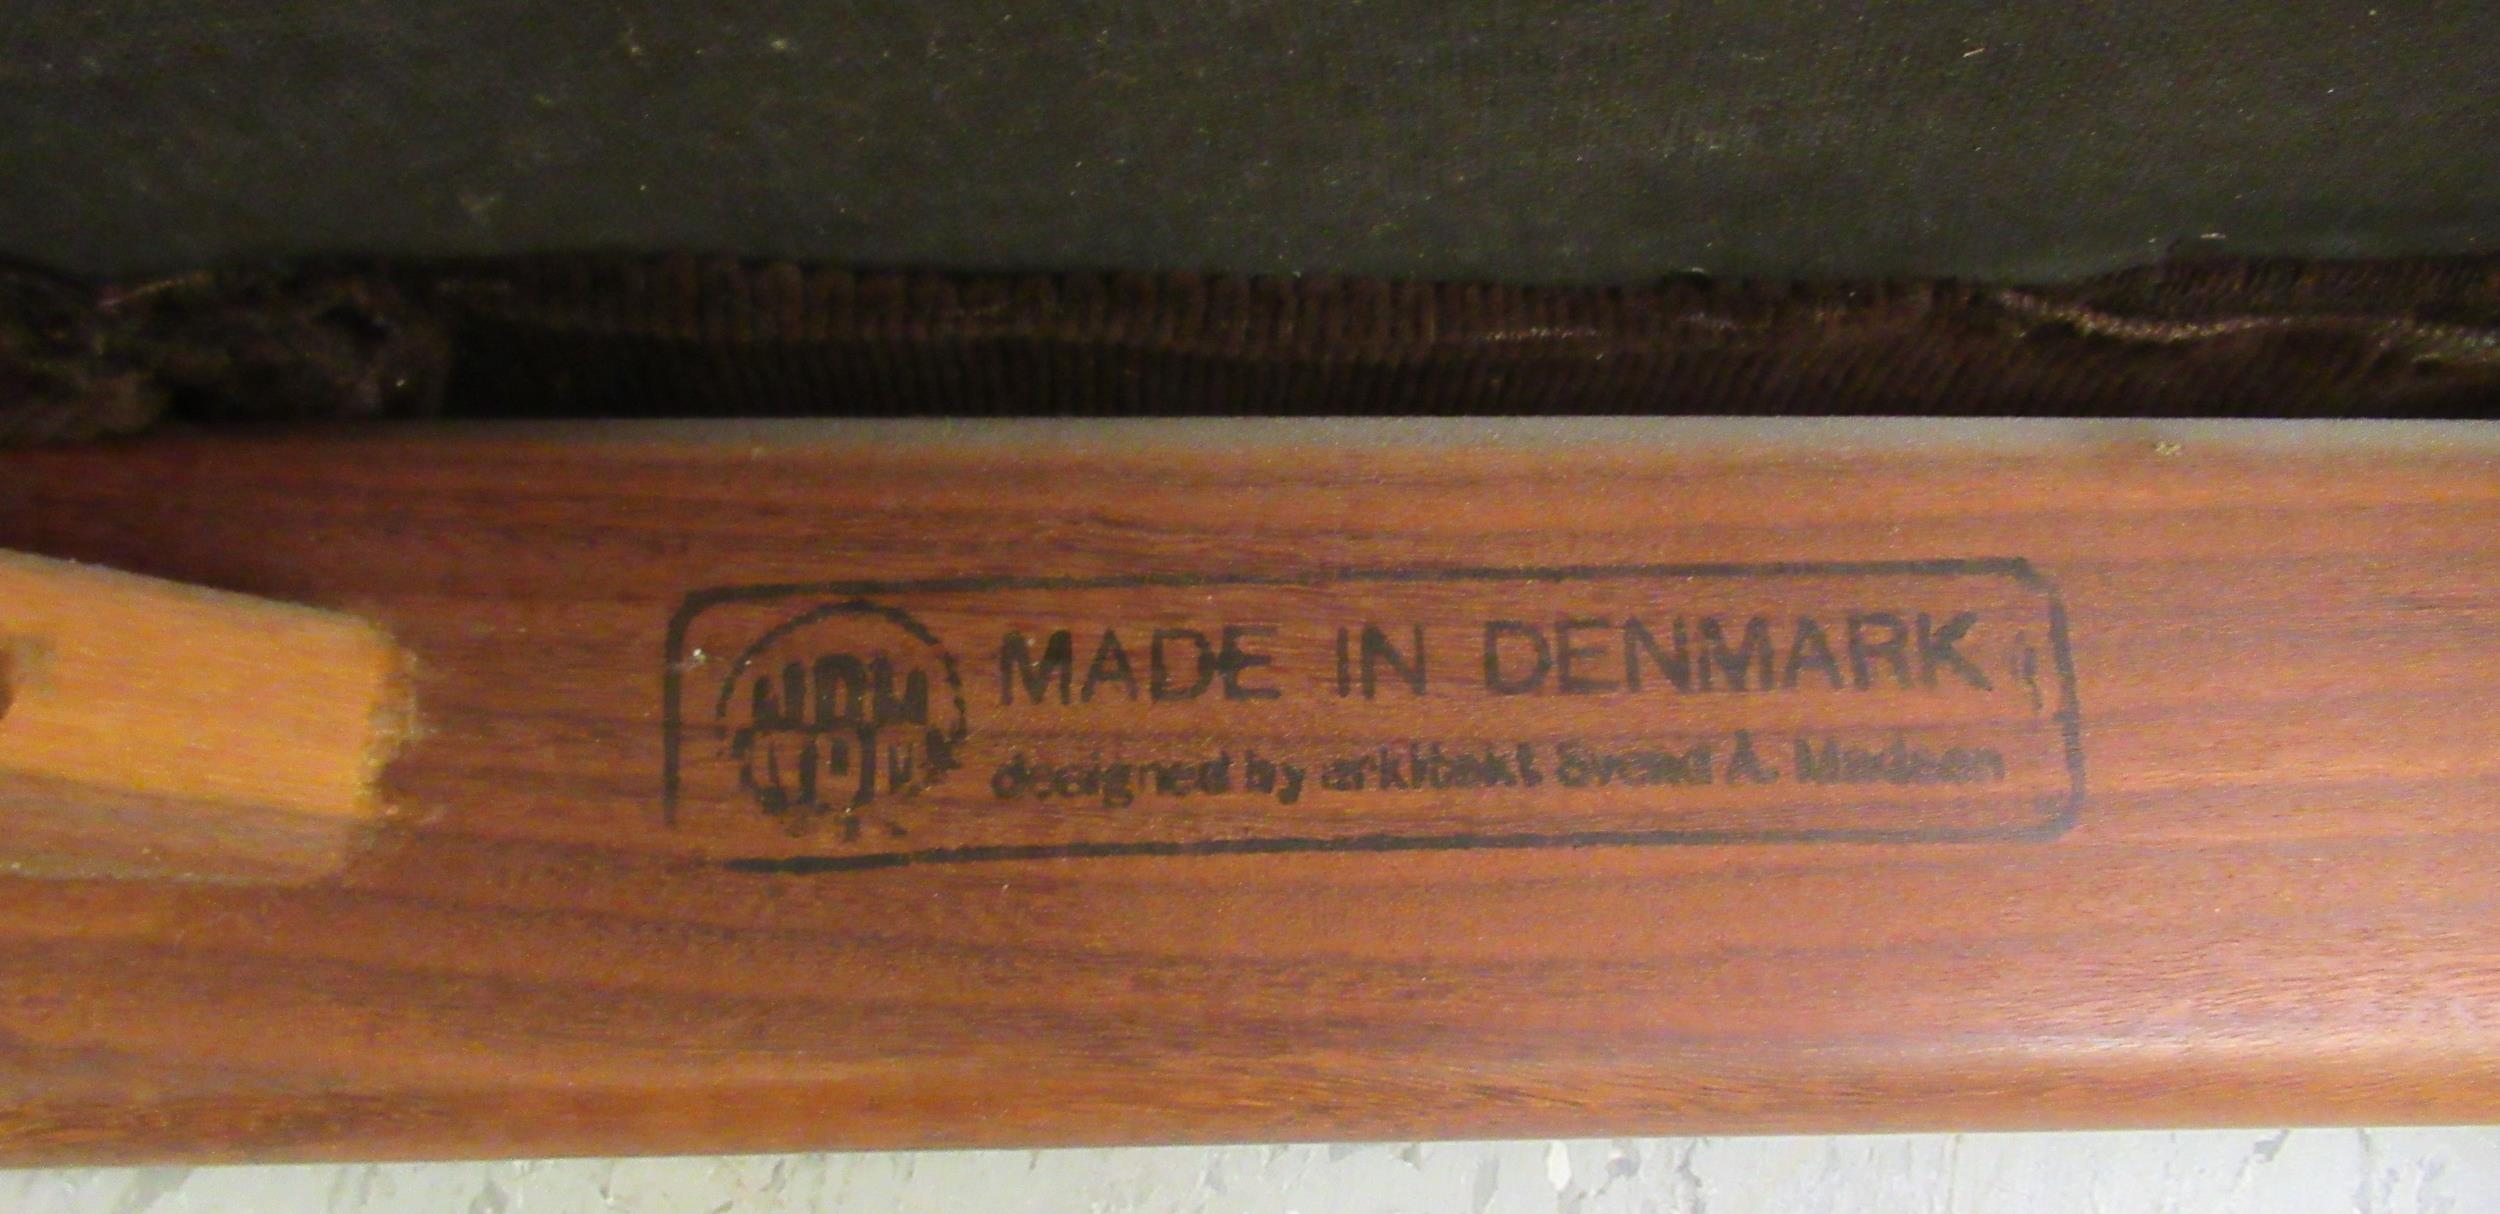 MADE IN DENMARK
designed by arkitekt Svend A. Madsen